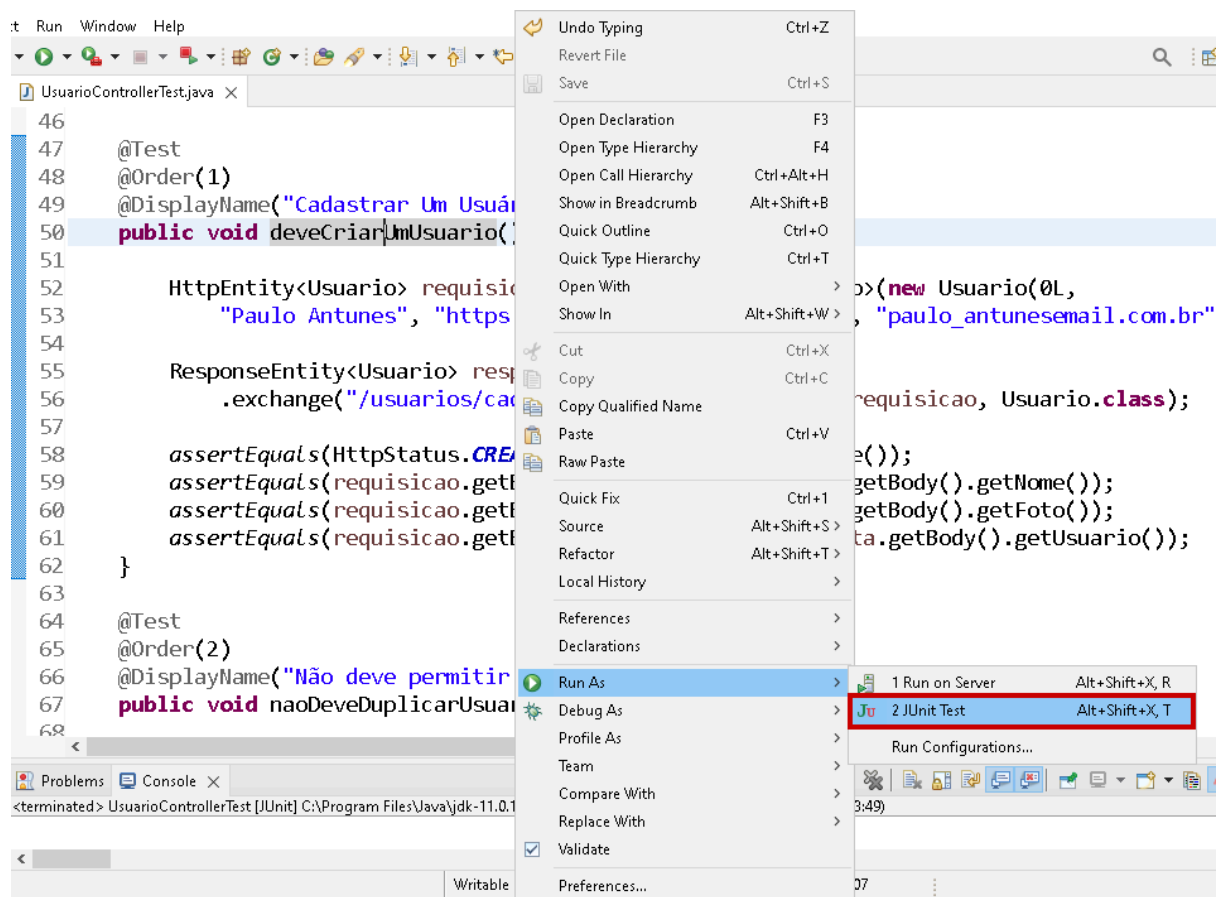 t Run Window Help
UsuarioControllerTest.java
46
47 @Test
48 @Order(1)
49 @DisplayName("Cadastrar Um
50 public void deveCriarUmUsuario(
51
52 HttpEntity<Usuario> o>(new Usuario(0L,
53 "Paulo Antunes", "https , "paulo_antunesemail.com.br"
54
55 ResponseEntity<Usuario>
56 .exchange("/usuarios/ requisicao, Usuario.class);
57
58 assertEquals(HttpStatus. e());
59 assertEquals(requisicao. getBody().getNome());
60 assertEquals(requisicao. getBody().getFoto());
61 assertEquals(requisicao. ta.getBody().getUsuario());
62 }
63
64 @Test
65 @Order(2)
66 @DisplayName("Não deve permitir
67 public void
68
Undo Typing Ctrl+Z
Revert File
Save Ctrl+S
Open Declaration F3
Open Type Hierarchy F4
Open Call Hierarchy Ctrl+Alt+H
Show in Breadcrumb Alt+Shift+B
Quick Outline Ctrl+O
Quick Type Hierarchy Ctrl+T
Open With >
Show In Alt+Shift+W >
Cut Ctrl+X
Copy Ctrl+C
Copy Qualified Name
Paste Ctrl+V
Raw Paste
Quick Fix Ctrl+1
Source Alt+Shift+S >
Refactor Alt+Shift+T >
Local History >
References >
Declarations >
Run As >
Debug As >
Profile As >
Team >
Compare With >
Replace With >
Validate
Preferences...
1 Run on Server Alt+Shift+X, R
JU 2 JUnit Test Alt+Shift+X, T
Run Configurations...
Problems Console
<terminated> UsuarioControllerTest [JUnit] C:\Program Files\Java\jdk-11.0.1 3:49)
Writable 07